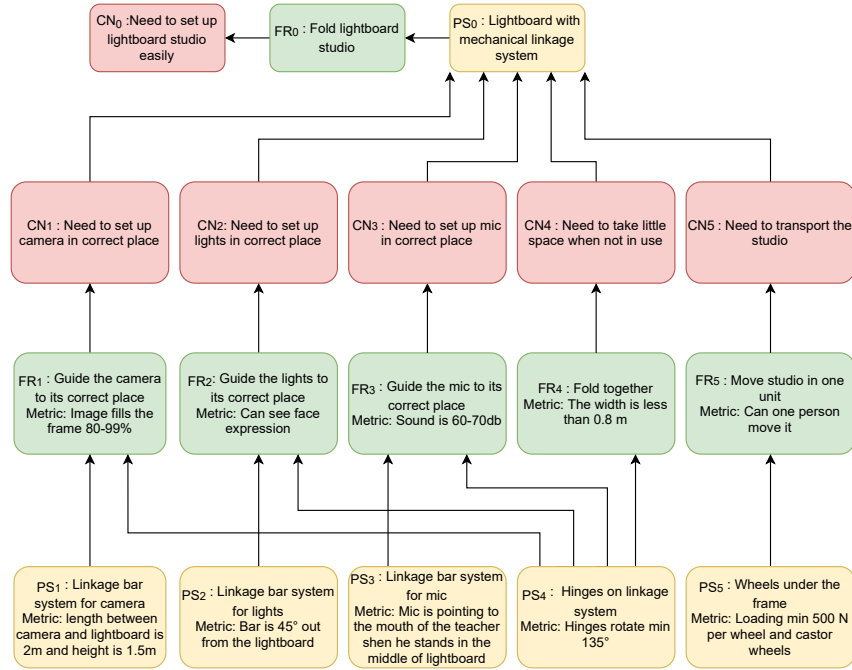 CN0 :Need to set up
lightboard studio
easily
FR0 : Fold lightboard
studio
PS0 : Lightboard with
mechanical linkage
system
CN1 : Need to set up
camera in correct place
CN2: Need to set up
lights in correct place
CN3 : Need to set up mic
in correct place
CN4 : Need to take little
space when not in use
CN5 : Need to transport the
studio
FR1 : Guide the camera
to its correct place
Metric: Image fills the
frame 80-99%
FR2 : Guide the lights to
its correct place
Metric: Can see face
expression
FR3 : Guide the mic to its
correct place
Metric: Sound is 60-70db
FR4 : Fold together
Metric: The width is less
than 0.8 m
FR5 : Move studio in one
unit
Metric: Can one person
move it
PS1 : Linkage bar
system for camera
Metric: length between
camera and lightboard is
2m and height is 1.5m
PS2 : Linkage bar system
for lights
Metric: Bar is 45° out
from the lightboard
PS3 : Linkage bar system
for mic
Metric: Mic is pointing to
the mouth of the teacher
shen he stands in the
middle of lightboard
PS4 : Hinges on linkage
system
Metric: Hinges rotate min
135°
PS5 : Wheels under the
frame
Metric: Loading min 500 N
per wheel and castor
wheels